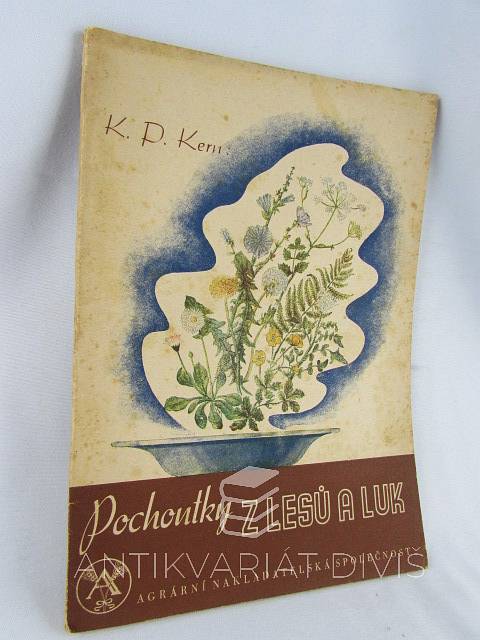 K. D. Kern:
Pochoutky Z LESŮ A LUK
ANTIKVARIÁT DIVIŠ
AGRÁRNÍ NAKLADATELSKÁ SPOLEČNOST